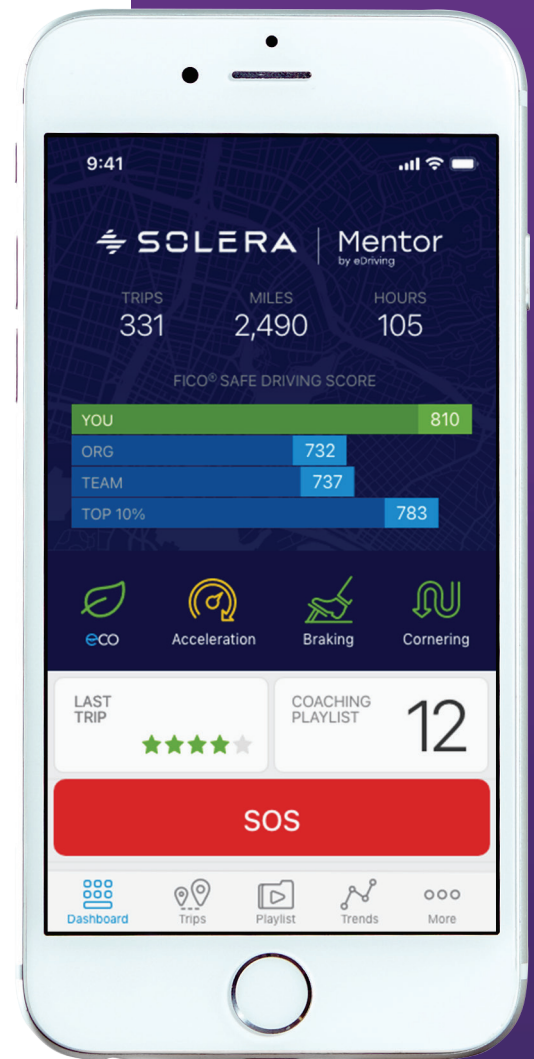 9:41
SOLERA | Mentor
by eDriving
TRIPS MILES HOURS
331 2,490 105
FICO® SAFE DRIVING SCORE
YOU 810
ORG 732
TEAM 737
TOP 10% 783
eco Acceleration Braking Cornering
LAST
TRIP
COACHING
PLAYLIST
12
SOS
Dashboard Trips Playlist Trends More